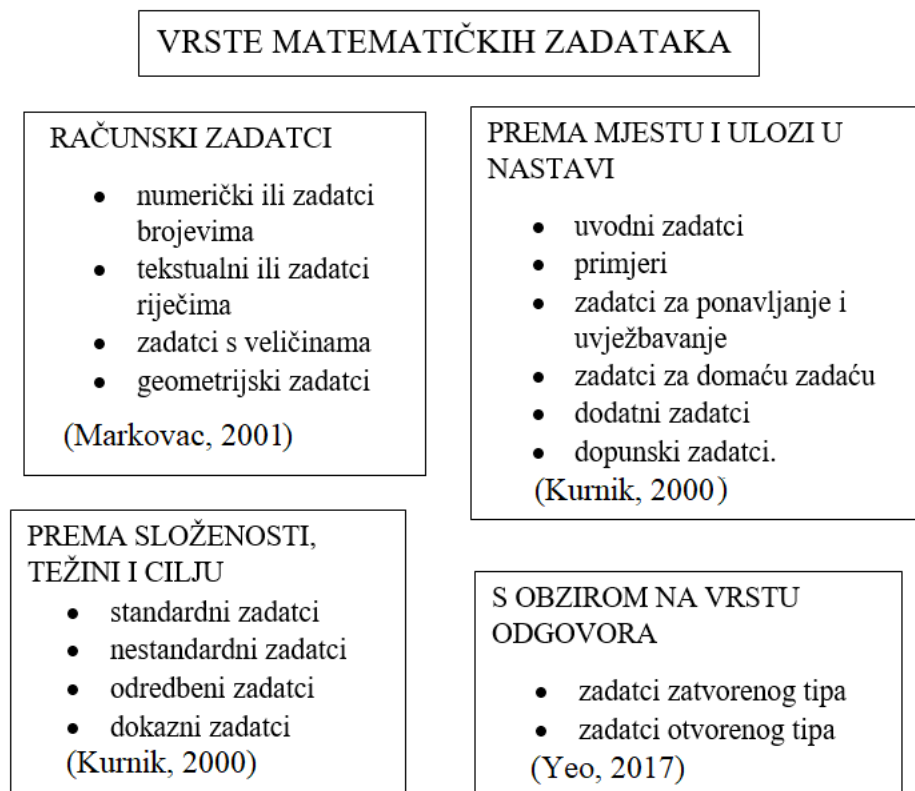 VRSTE MATEMATIČKIH ZADATAKA
RAČUNSKI ZADATCI
• numerički ili zadatci
brojevima
• tekstualni ili zadatci
riječima
• zadatci s veličinama
• geometrijski zadatci
(Markovac, 2001)
PREMA MJESTU I ULOZI U
NASTAVI
• uvodni zadatci
• primjeri
• zadatci za ponavljanje i
uvježbavanje
• zadatci za domaću zadaću
• dodatni zadatci
• dopunski zadatci.
(Kurnik, 2000)
PREMA SLOŽENOSTI,
TEŽINI I CILJU
• standardni zadatci
• nestandardni zadatci
• odredbeni zadatci
• dokazni zadatci
(Kurnik, 2000)
S OBZIROM NA VRSTU
ODGOVORA
• zadatci zatvorenog tipa
• zadatci otvorenog tipa
(Yeo, 2017)